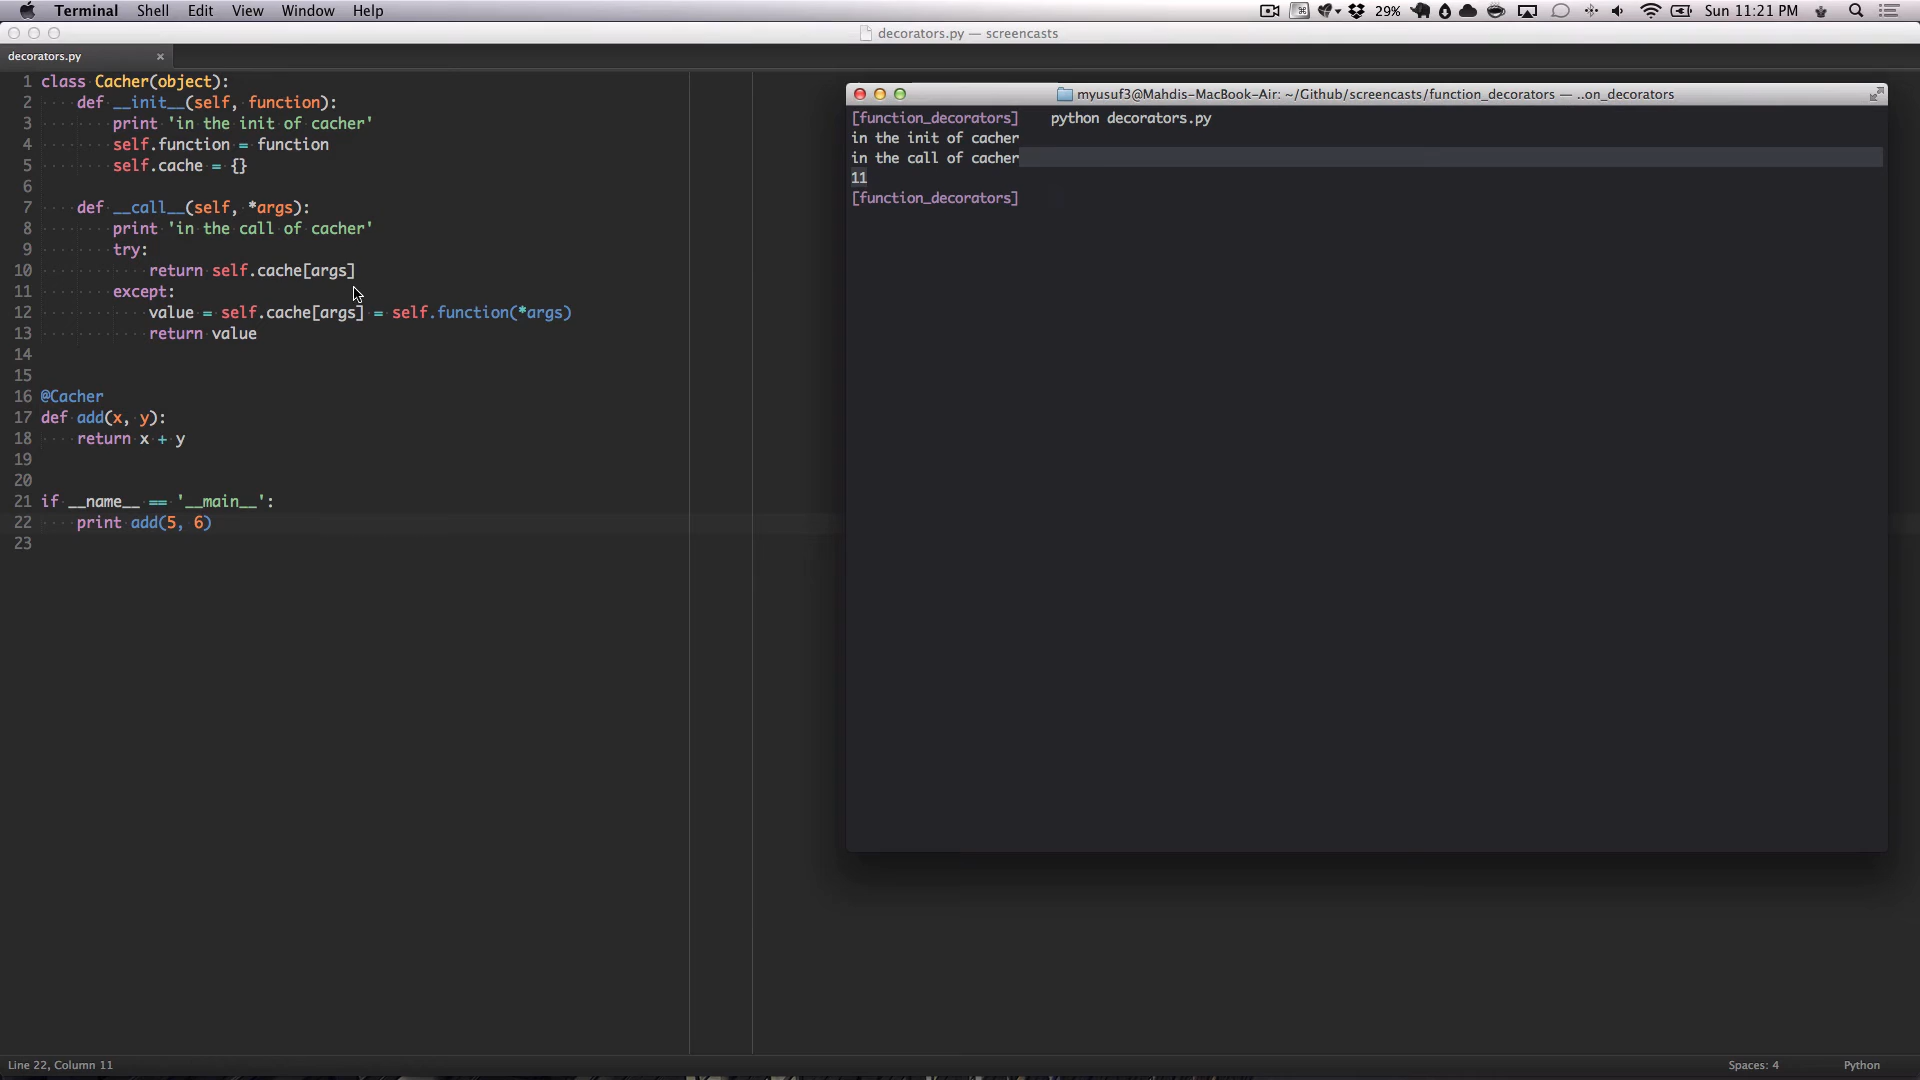 Terminal Shell Edit View Window Help 29% Sun 11:21 PM
decorators.py — screencasts
decorators.py ×
1 class Cacher(object):
2 def __init__(self, function):
3 print 'in the init of cacher'
4 self.function = function
5 self.cache = {}
6
7 def __call__(self, *args):
8 print 'in the call of cacher'
9 try:
10 return self.cache[args]
11 except:
12 value = self.cache[args] = self.function(*args)
13 return value
14
15
16 @Cacher
17 def add(x, y):
18 return x + y
19
20
21 if __name__ == '__main__':
22 print add(5, 6)
23
myusuf3@Mahdis-MacBook-Air: ~/Github/screencasts/function_decorators — ..on_decorators
[function_decorators] python decorators.py
in the init of cacher
in the call of cacher
11
[function_decorators]
Line 22, Column 11 Spaces: 4 Python